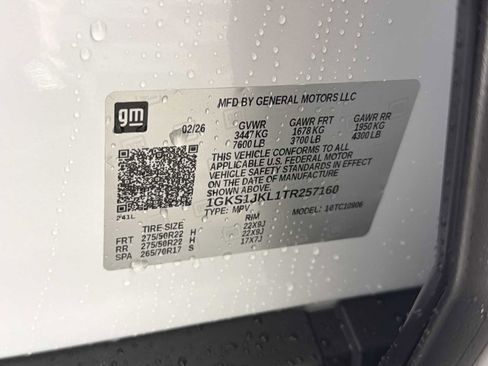 gm
MFD BY GENERAL MOTORS LLC
02/26 GVWR GAWR FRT GAWR RR
3447 KG 1678 KG 1950 KG
7600 LB 3700 LB 4300 LB
THIS VEHICLE CONFORMS TO ALL
APPLICABLE U.S. FEDERAL MOTOR
VEHICLE SAFETY STANDARDS IN
EFFECT ON THE DATE OF MANUFACTURE
SHOWN ABOVE.
1GKS1JKL1TR257160
TYPE: MPV MODEL: 10TC10906
TIRE-SIZE RIM
FRT 275/50R22 H 22X9J
RR 275/50R22 H 22X9J
SPA 265/70R17 S 17X7J